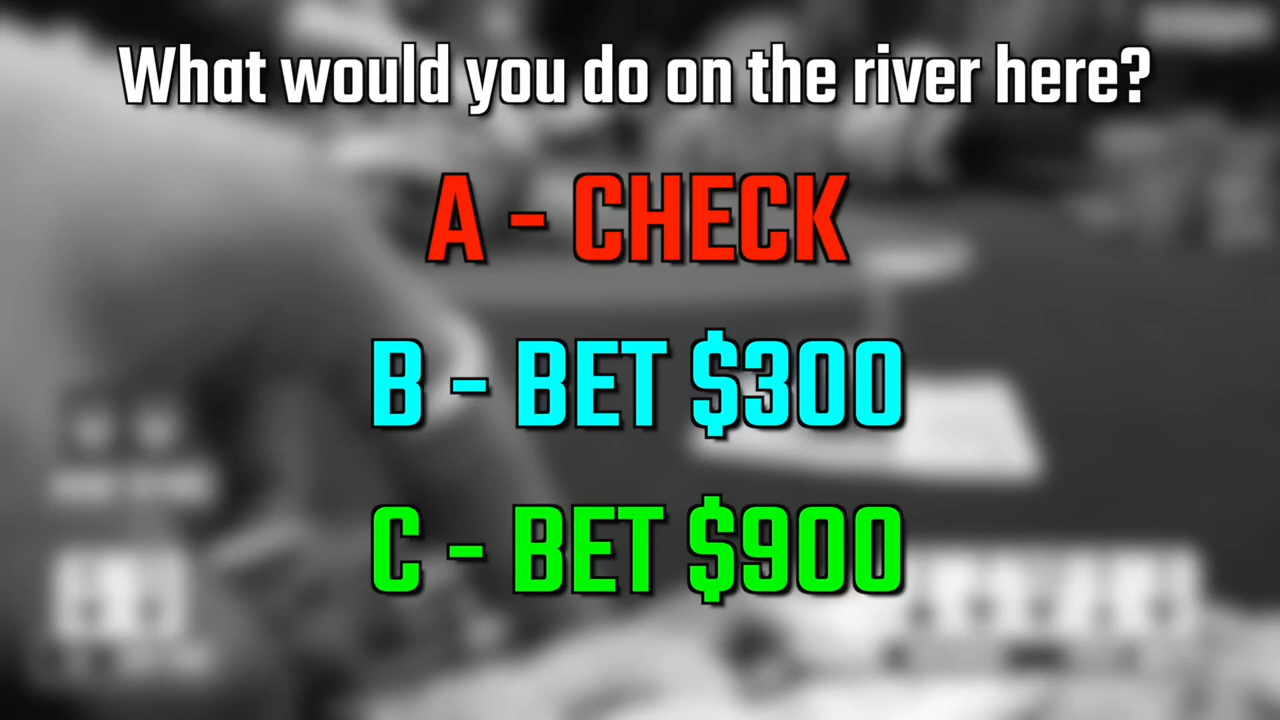 What would you do on the river here?
A - CHECK
B - BET $300
C - BET $900